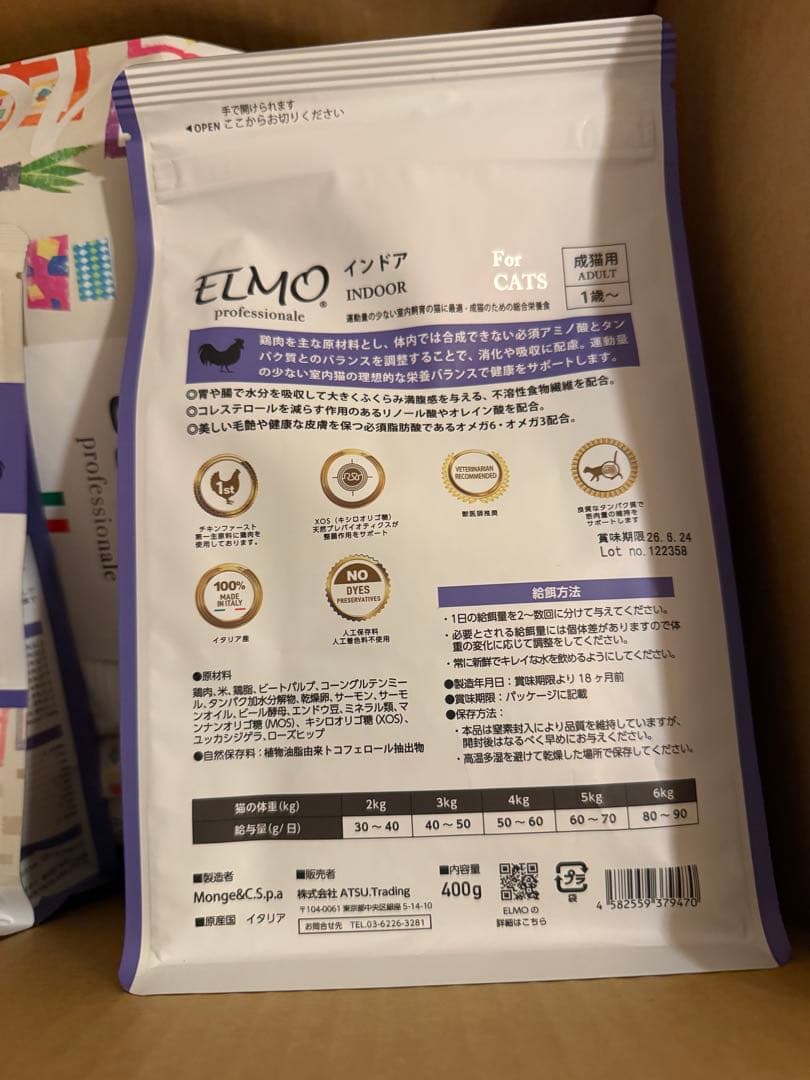 手で開けられます
◀OPEN ここからお切りください
ELMO®
professionale
インドア
INDOOR
For
CATS
成猫用
ADULT
1歳～
運動量の少ない室内飼育の猫に最適・成猫のための総合栄養食
鶏肉を主な原材料とし、体内では合成できない必須アミノ酸とタン
パク質とのバランスを調整することで、消化や吸収に配慮。運動量
の少ない室内猫の理想的な栄養バランスで健康をサポートします。
◎胃や腸で水分を吸収して大きくふくらみ満腹感を与える、不溶性食物繊維を配合。
◎コレステロールを減らす作用のあるリノール酸やオレイン酸を配合。
◎美しい毛艶や健康な皮膚を保つ必須脂肪酸であるオメガ6・オメガ3配合。
1st
チキンファースト
第一主原料に鶏肉を
使用しております。
XOS（キシロオリゴ糖）
天然プレバイオティクスが
整腸作用をサポート
VETERINARIAN
RECOMMENDED
獣医師推奨
良質なタンパク質で
筋肉量の維持を
サポートします
賞味期限26.6.24
Lot no.122358
100%
MADE
IN ITALY
イタリア産
NO
DYES
PRESERVATIVES
人工保存料
人工着色料不使用
給餌方法
・1日の給餌量を2～数回に分けて与えてください。
・必要とされる給餌量には個体差がありますので体
重の変化に応じて調整をしてください。
・常に新鮮でキレイな水を飲めるようにしてください。
●製造年月日：賞味期限より18ヶ月前
●賞味期限：パッケージに記載
●保存方法：
・本品は窒素封入により品質を維持していますが、
開封後はなるべく早めにお与えください。
・高温多湿を避けて乾燥した場所で保存してください。
●原材料
鶏肉、米、鶏脂、ビートパルプ、コーングルテンミー
ル、タンパク加水分解物、乾燥卵、サーモン、サーモ
ンオイル、ビール酵母、エンドウ豆、ミネラル類、マ
ンナンオリゴ糖（MOS）、キシロオリゴ糖（XOS）、
ユッカシジゲラ、ローズヒップ
●自然保存料：植物油脂由来トコフェロール抽出物
猫の体重（kg） 2kg 3kg 4kg 5kg 6kg
給与量（g/日） 30～40 40～50 50～60 60～70 80～90
■製造者
Monge&C.S.p.a
■原産国 イタリア
■販売者
株式会社 ATSU.Trading
〒104-0061 東京都中央区銀座 5-14-10
お問合せ先 TEL.03-6226-3281
■内容量
400g
ELMOの
詳細はこちら
プラ
袋
4 582559 379470
professionale